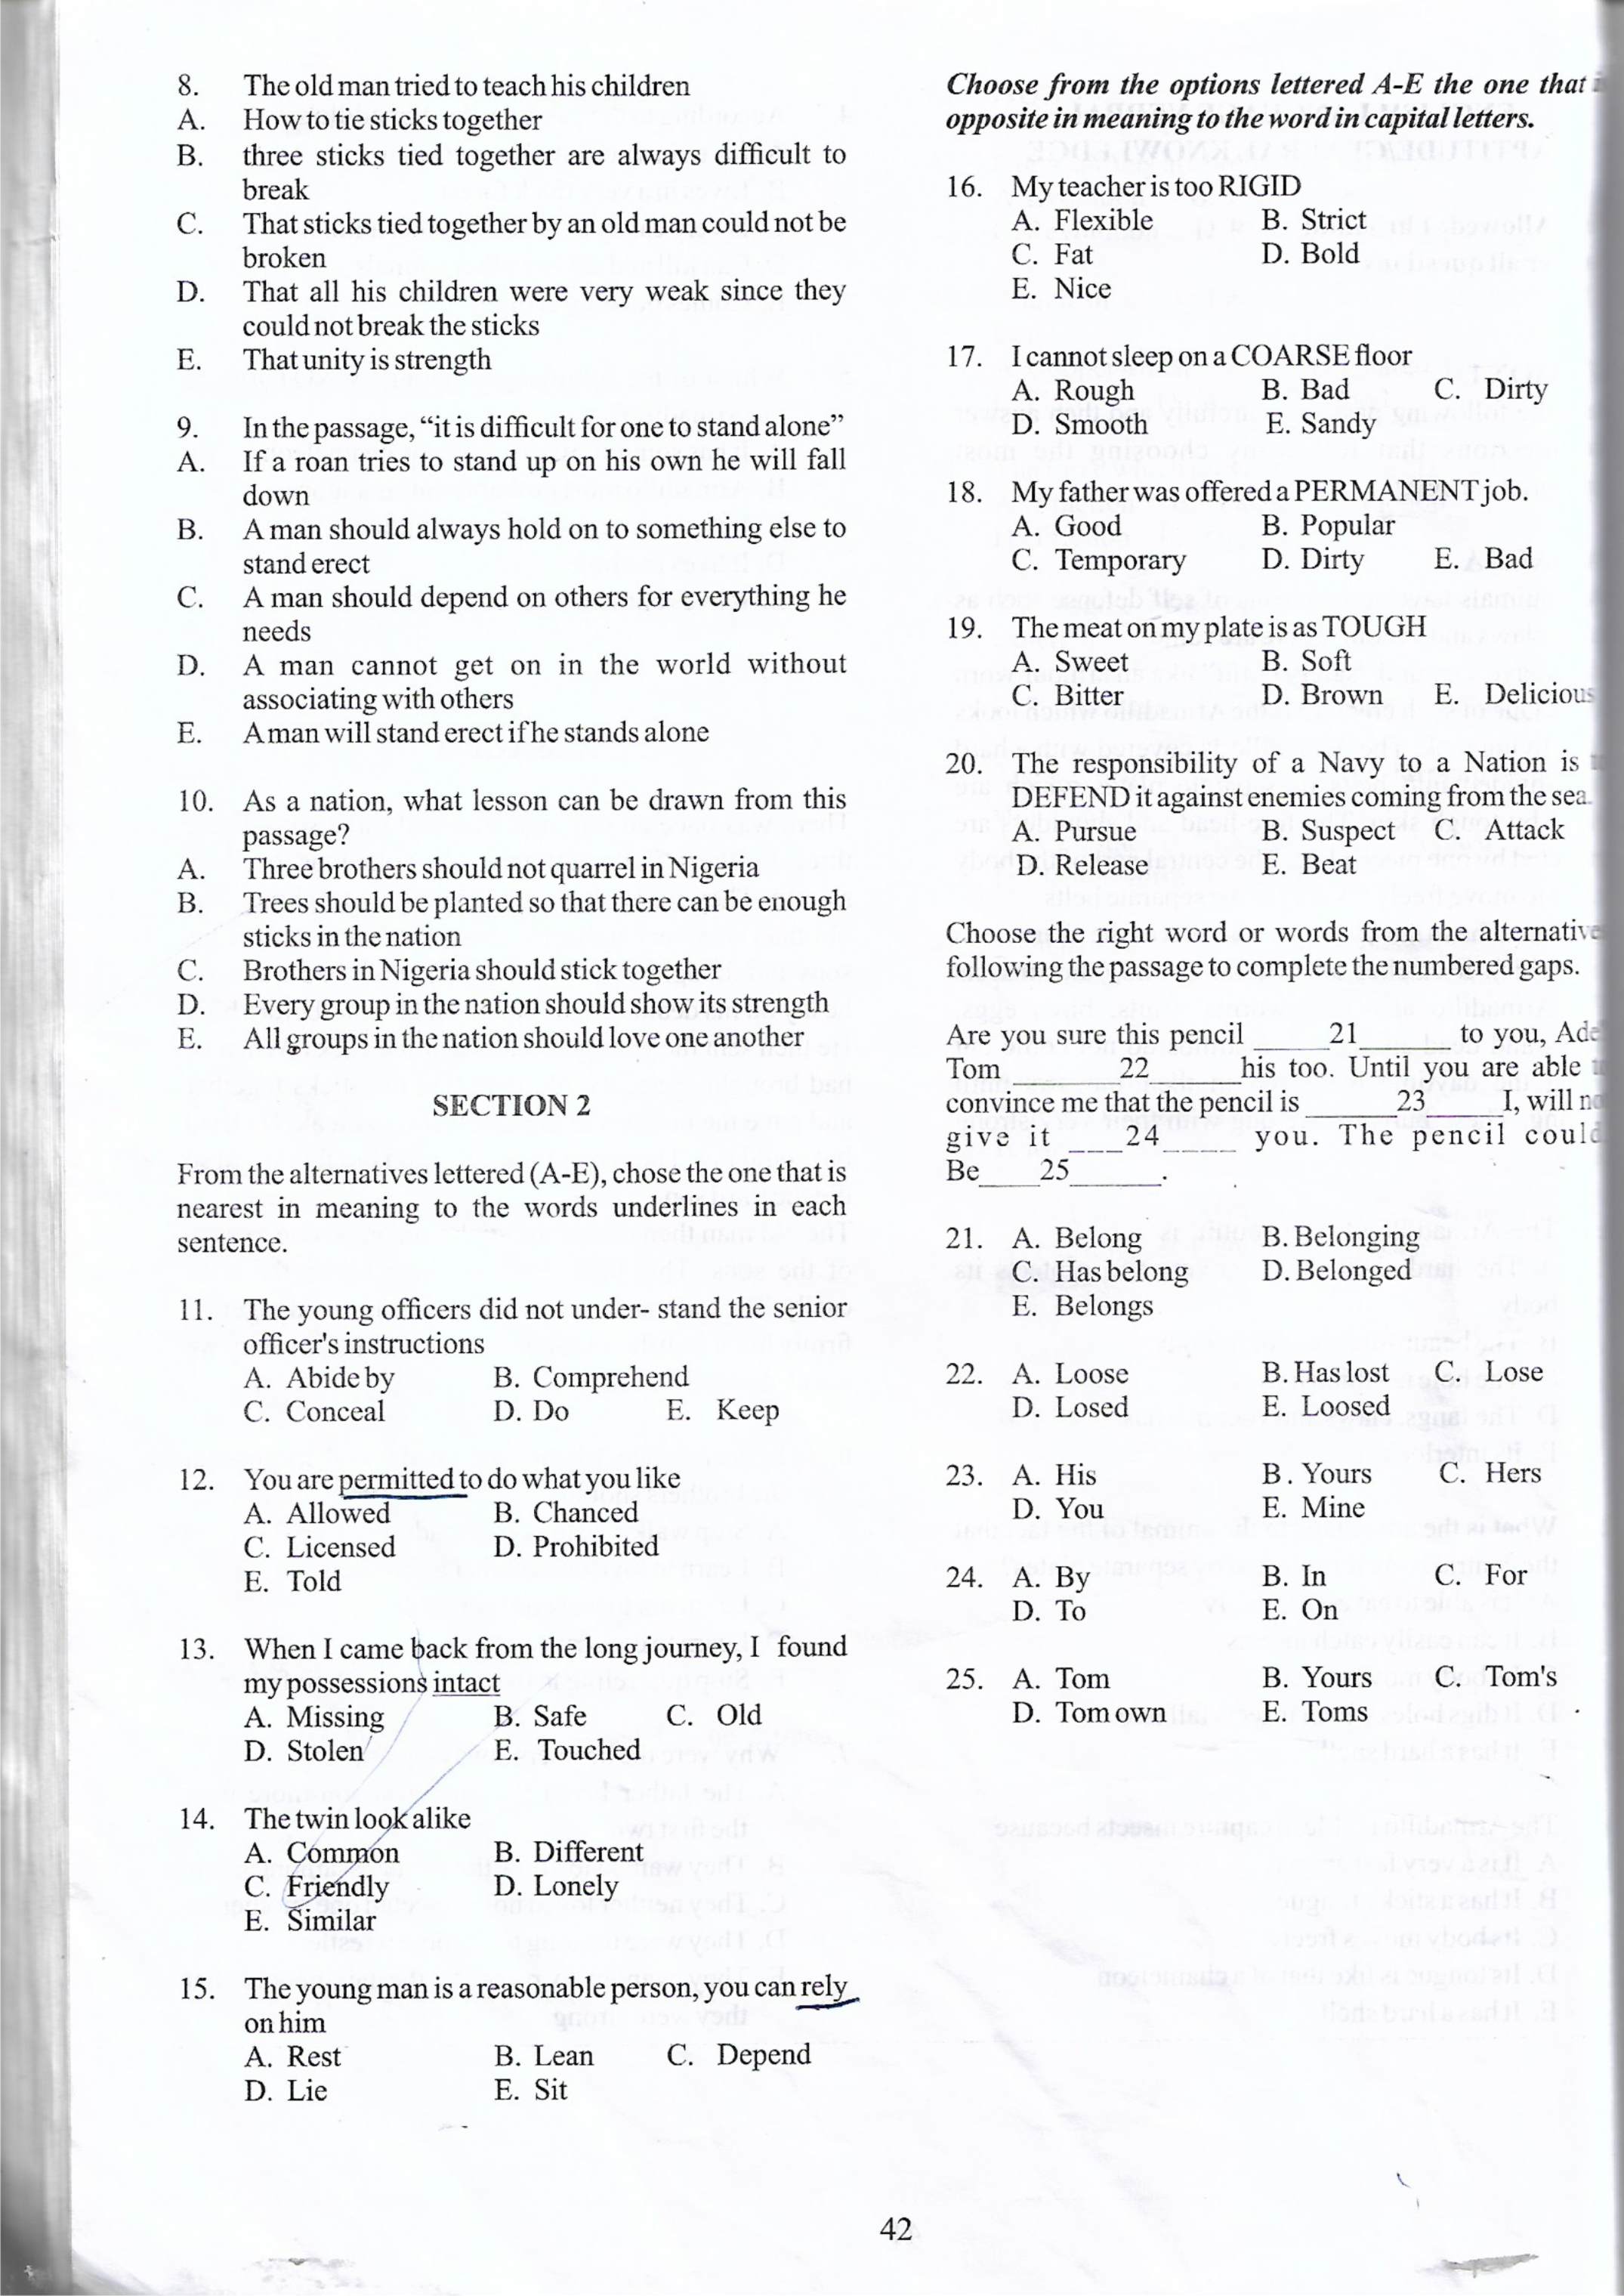 8. The old man tried to teach his children
A. How to tie sticks together
B. three sticks tied together are always difficult to
break
C. That sticks tied together by an old man could not be
broken
D. That all his children were very weak since they
could not break the sticks
E. That unity is strength
9. In the passage, “it is difficult for one to stand alone”
A. If a roan tries to stand up on his own he will fall
down
B. A man should always hold on to something else to
stand erect
C. A man should depend on others for everything he
needs
D. A man cannot get on in the world without
associating with others
E. A man will stand erect if he stands alone
10. As a nation, what lesson can be drawn from this
passage?
A. Three brothers should not quarrel in Nigeria
B. Trees should be planted so that there can be enough
sticks in the nation
C. Brothers in Nigeria should stick together
D. Every group in the nation should show its strength
E. All groups in the nation should love one another
SECTION 2
From the alternatives lettered (A-E), chose the one that is
nearest in meaning to the words underlines in each
sentence.
11. The young officers did not under- stand the senior
officer's instructions
A. Abide by B. Comprehend
C. Conceal D. Do E. Keep
12. You are permitted to do what you like
A. Allowed B. Chanced
C. Licensed D. Prohibited
E. Told
13. When I came back from the long journey, I found
my possessions intact
A. Missing B. Safe C. Old
D. Stolen E. Touched
14. The twin look alike
A. Common B. Different
C. Friendly D. Lonely
E. Similar
15. The young man is a reasonable person, you can rely
on him
A. Rest B. Lean C. Depend
D. Lie E. Sit
Choose from the options lettered A-E the one that
opposite in meaning to the word in capital letters.
16. My teacher is too RIGID
A. Flexible B. Strict
C. Fat D. Bold
E. Nice
17. I cannot sleep on a COARSE floor
A. Rough B. Bad C. Dirty
D. Smooth E. Sandy
18. My father was offered a PERMANENT job.
A. Good B. Popular
C. Temporary D. Dirty E. Bad
19. The meat on my plate is as TOUGH
A. Sweet B. Soft
C. Bitter D. Brown E. Delicious
20. The responsibility of a Navy to a Nation is
DEFEND it against enemies coming from the sea.
A. Pursue B. Suspect C. Attack
D. Release E. Beat
Choose the right word or words from the alternative
following the passage to complete the numbered gaps.
Are you sure this pencil _____21______ to you,
Tom _______22______his too. Until you are able
convince me that the pencil is ______23_____I, will
give it ___24_____ you. The pencil could
Be____25______.
21. A. Belong B. Belonging
C. Has belong D. Belonged
E. Belongs
22. A. Loose B. Has lost C. Lose
D. Losed E. Loosed
23. A. His B. Yours C. Hers
D. You E. Mine
24. A. By B. In C. For
D. To E. On
25. A. Tom B. Yours C. Tom's
D. Tom own E. Toms
42